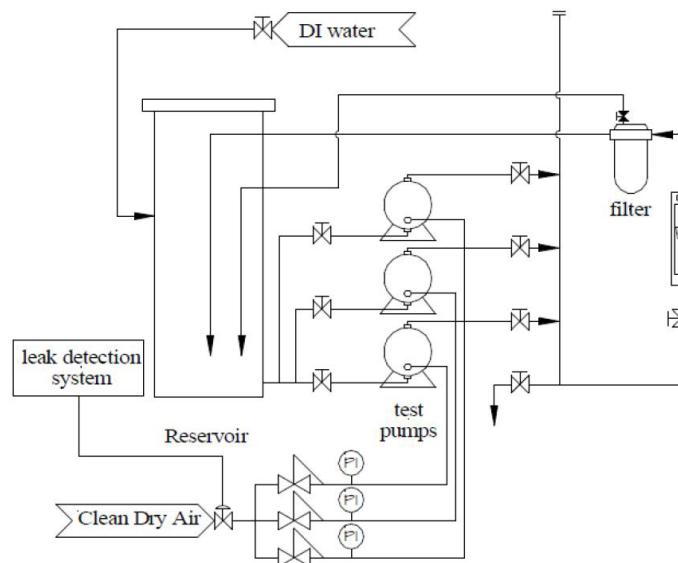 DI water
filter
leak detection
system
Reservoir
test
pumps
PI
PI
PI
Clean Dry Air